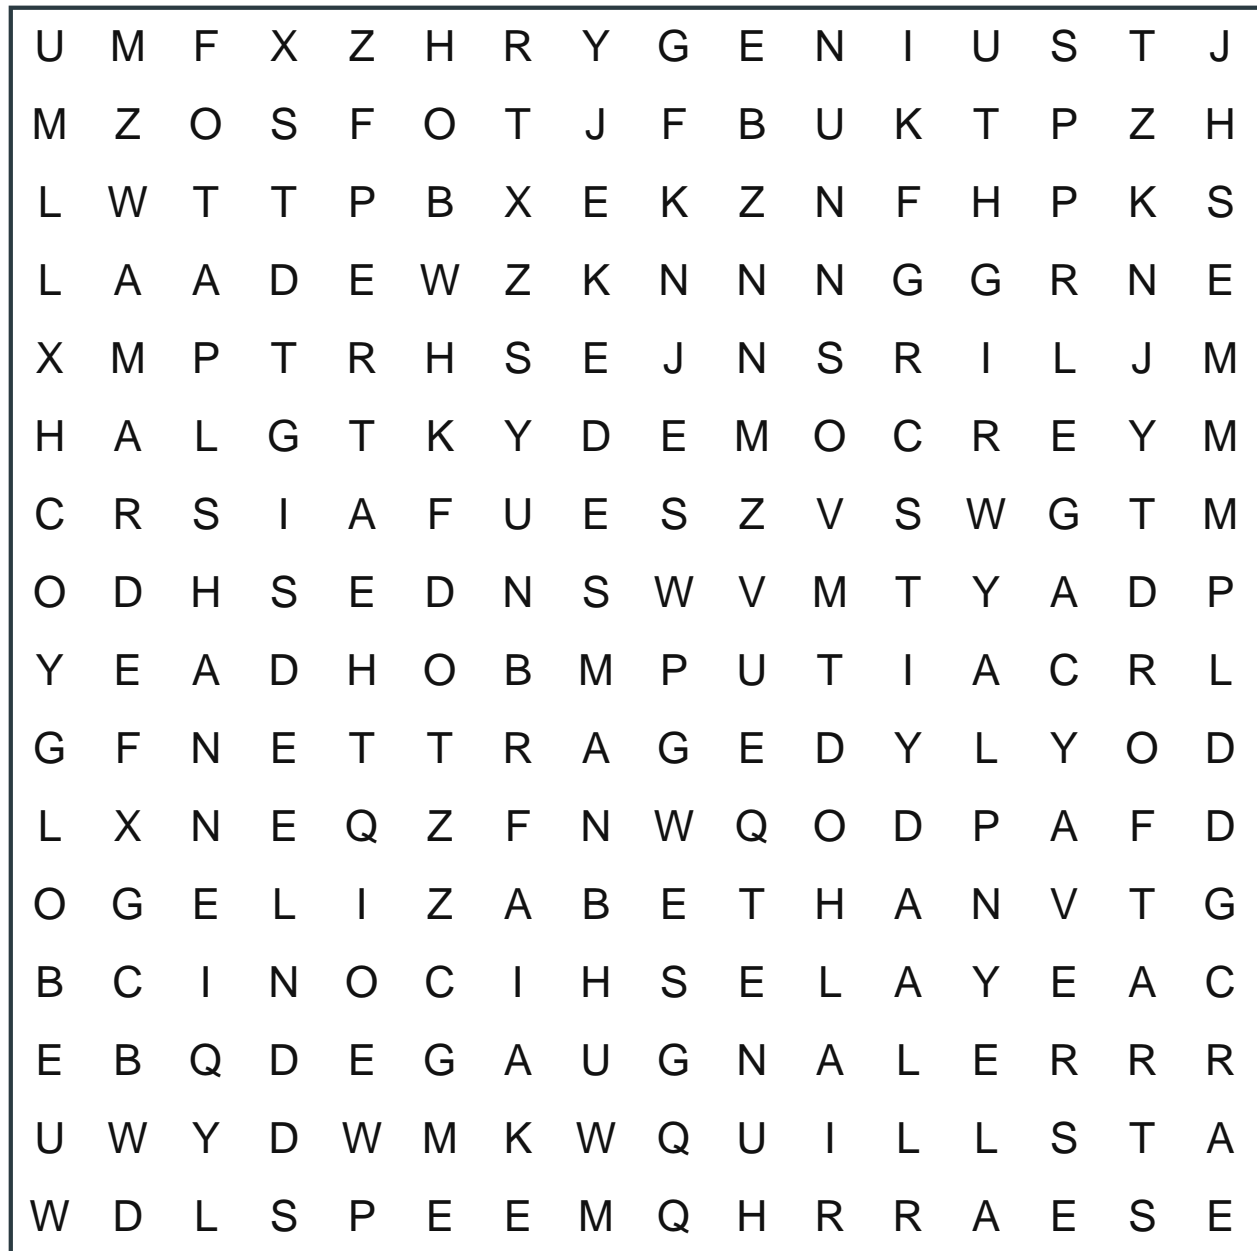 U M F X Z H R Y G E N I U S T J
M Z O S F O T J F B U K T P Z H
L W T T P B X E K Z N F H P K S
L A A D E W Z K N N N G G R N E
X M P T R H S E J N S R I L J M
H A L G T K Y D E M O C R E Y M
C R S I A F U E S Z V S W G T M
O D H S E D N S W V M T Y A D P
Y E A D H O B M P U T I A C R L
G F N E T T R A G E D Y L Y O D
L X N E Q Z F N W Q O D P A F D
O G E L I Z A B E T H A N V T G
B C I N O C I H S E L A Y E A C
E B Q D E G A U G N A L E R R R
U W Y D W M K W Q U I L L S T A
W D L S P E E M Q H R R A E S E